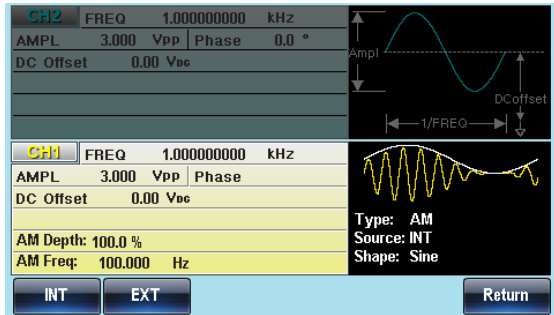 CH2 FREQ 1.000000000 kHz
AMPL 3.000 VPP Phase 0.0 °
DC Offset 0.00 VDC
Ampl
DCoffset
1/FREQ
CH1 FREQ 1.000000000 kHz
AMPL 3.000 VPP Phase
DC Offset 0.00 VDC
AM Depth: 100.0 %
AM Freq: 100.000 Hz
Type: AM
Source: INT
Shape: Sine
INT EXT Return